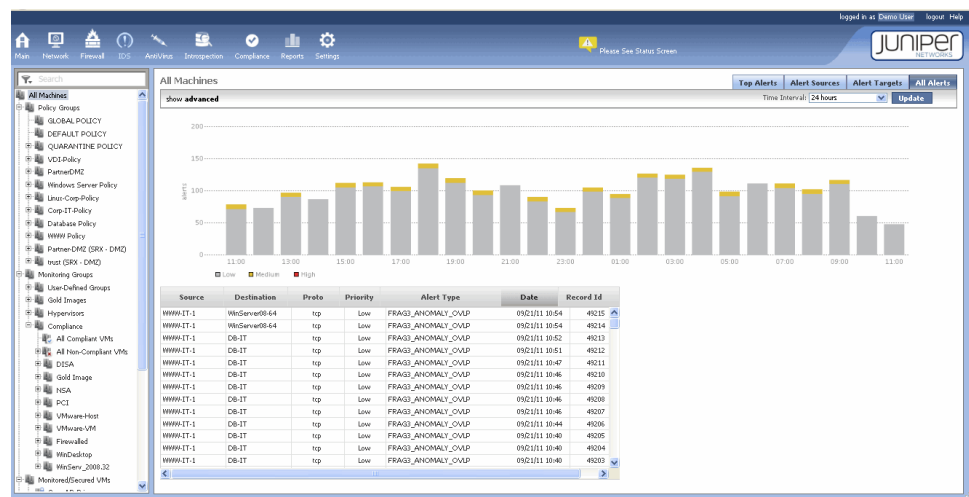 logged in as Demo User logout Help
Main Network Firewall IDS AntiVirus Introspection Compliance Reports Settings
Please See Status Screen
JUNIPER
NETWORKS
Search
All Machines
Policy Groups
GLOBAL POLICY
DEFAULT POLICY
QUARANTINE POLICY
VDI-Policy
PartnerDMZ
Windows Server Policy
Linux-Corp-Policy
Corp-IT-Policy
Database Policy
WWW Policy
Partner-DMZ (SRX - DMZ)
trust (SRX - DMZ)
Monitoring Groups
User-Defined Groups
Gold Images
Hypervisors
Compliance
All Compliant VMs
All Non-Compliant VMs
DISA
Gold Image
NSA
PCI
VMware-Host
VMware-VM
Firewalled
WinDesktop
WinServ_2008.32
Monitored/Secured VMs
All Machines
Top Alerts Alert Sources Alert Targets All Alerts
show advanced
Time Interval: 24 hours Update
200
150
100
50
0
alerts
11:00 13:00 15:00 17:00 19:00 21:00 23:00 01:00 03:00 05:00 07:00 09:00 11:00
Low Medium High
Source Destination Proto Priority Alert Type Date Record Id
WWW-IT-1 WinServer08-64 tcp Low FRAG3_ANOMALY_OVLP 09/21/11 10:54 49215
WWW-IT-1 WinServer08-64 tcp Low FRAG3_ANOMALY_OVLP 09/21/11 10:54 49214
WWW-IT-1 DB-IT tcp Low FRAG3_ANOMALY_OVLP 09/21/11 10:52 49213
WWW-IT-1 DB-IT tcp Low FRAG3_ANOMALY_OVLP 09/21/11 10:51 49212
WWW-IT-1 DB-IT tcp Low FRAG3_ANOMALY_OVLP 09/21/11 10:47 49211
WWW-IT-1 DB-IT tcp Low FRAG3_ANOMALY_OVLP 09/21/11 10:46 49210
WWW-IT-1 DB-IT tcp Low FRAG3_ANOMALY_OVLP 09/21/11 10:46 49209
WWW-IT-1 DB-IT tcp Low FRAG3_ANOMALY_OVLP 09/21/11 10:46 49208
WWW-IT-1 DB-IT tcp Low FRAG3_ANOMALY_OVLP 09/21/11 10:46 49207
WWW-IT-1 DB-IT tcp Low FRAG3_ANOMALY_OVLP 09/21/11 10:44 49206
WWW-IT-1 DB-IT tcp Low FRAG3_ANOMALY_OVLP 09/21/11 10:40 49205
WWW-IT-1 DB-IT tcp Low FRAG3_ANOMALY_OVLP 09/21/11 10:40 49204
WWW-IT-1 DB-IT tcp Low FRAG3_ANOMALY_OVLP 09/21/11 10:40 49203